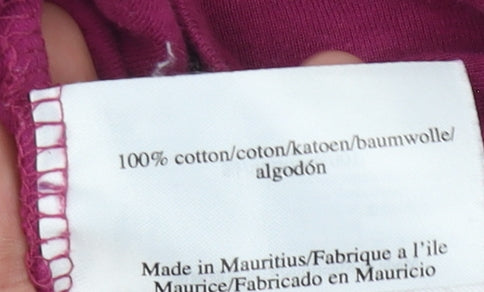 100% cotton/coton/katoen/baumwolle/
algodón
Made in Mauritius/Fabrique a l'ile
Maurice/Fabricado en Mauricio